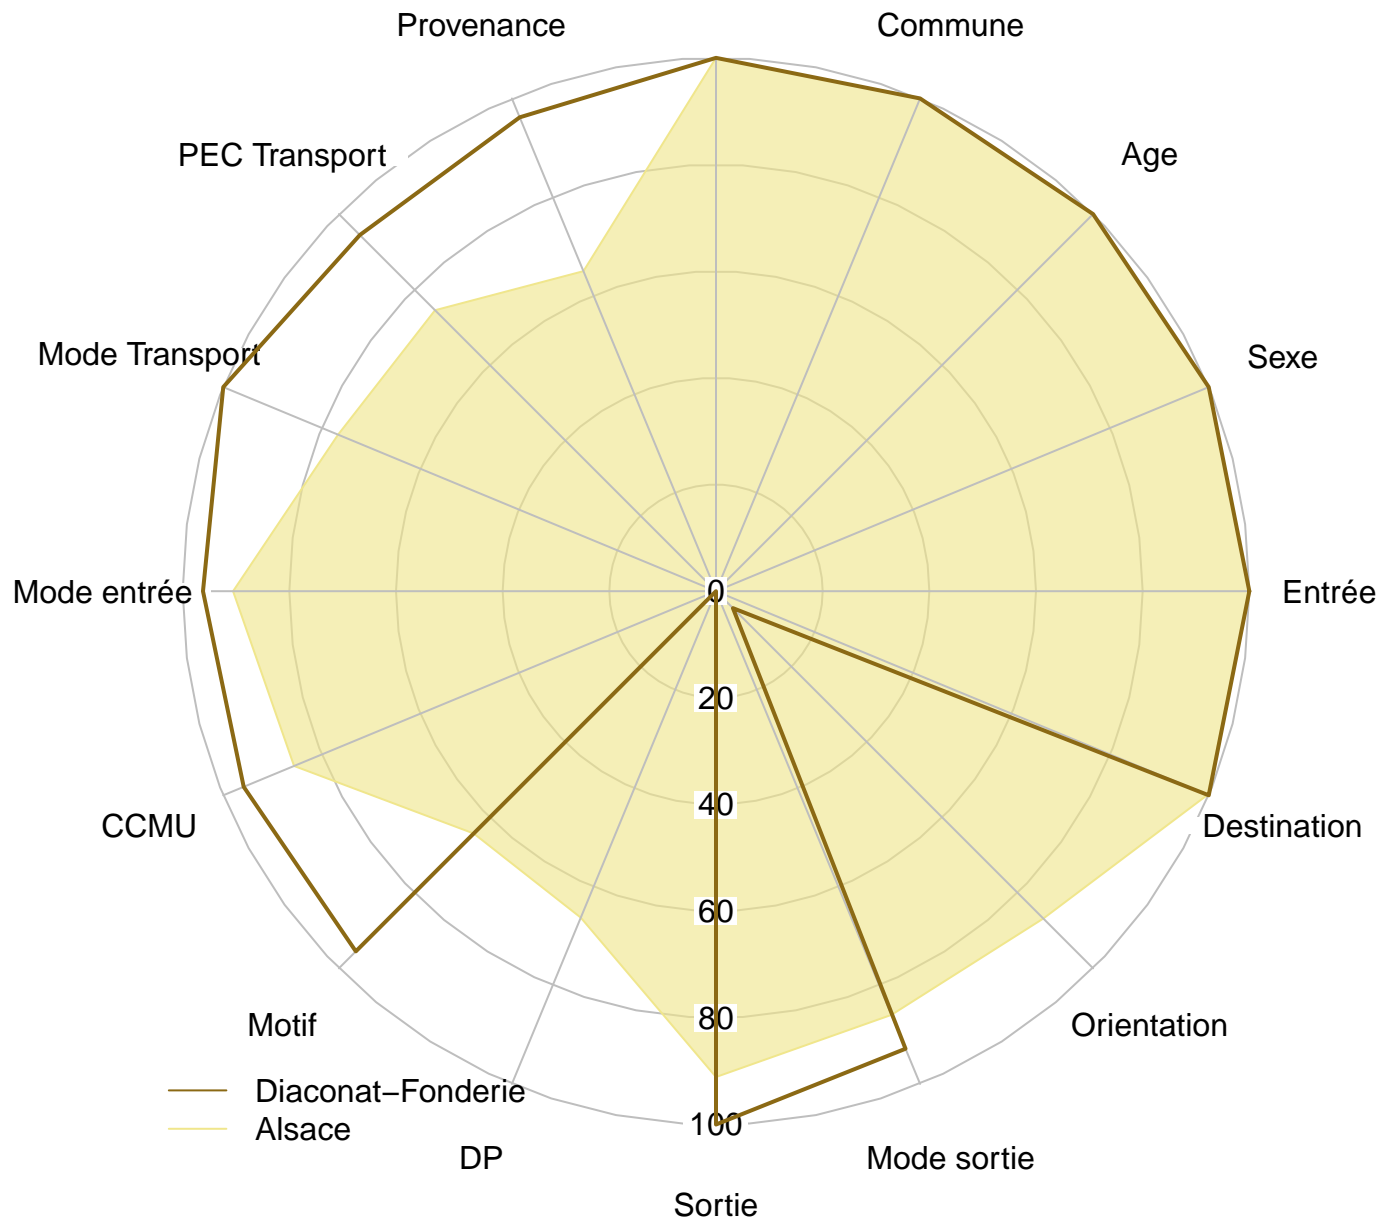 Provenance
Commune
PEC Transport
Age
Mode Transport
Sexe
Mode entrée
0
Entrée
20
40
CCMU
Destination
60
80
Motif
Orientation
Diaconat−Fonderie
100
Alsace
DP
Mode sortie
Sortie